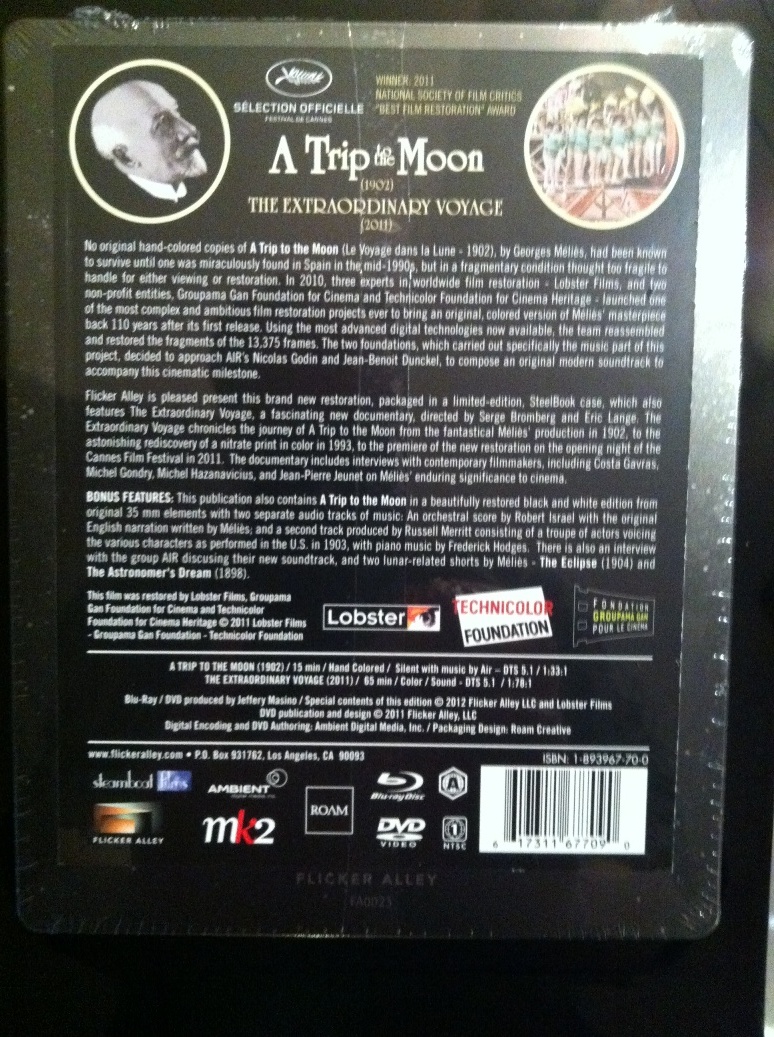 SÉLECTION OFFICIELLE
FESTIVAL DE CANNES
WINNER: 2011
NATIONAL SOCIETY OF FILM CRITICS
"BEST FILM RESTORATION" AWARD
A Trip to the Moon
(1902)
THE EXTRAORDINARY VOYAGE
(2011)
No original hand-colored copies of A Trip to the Moon (Le Voyage dans la Lune - 1902), by Georges Méliès, had been known
to survive until one was miraculously found in Spain in the mid-1990s, but in a fragmentary condition thought too fragile to
handle for either viewing or restoration. In 2010, three experts in worldwide film restoration - Lobster Films, and two
non-profit entities, Groupama Gan Foundation for Cinema and Technicolor Foundation for Cinema Heritage - launched one
of the most complex and ambitious film restoration projects ever to bring an original, colored version of Méliès' masterpiece
back 110 years after its first release. Using the most advanced digital technologies now available, the team reassembled
and restored the fragments of the 13,375 frames. The two foundations, which carried out specifically the music part of this
project, decided to approach AIR's Nicolas Godin and Jean-Benoit Dunckel, to compose an original modern soundtrack to
accompany this cinematic milestone.
Flicker Alley is pleased present this brand new restoration, packaged in a limited-edition, SteelBook case, which also
features The Extraordinary Voyage, a fascinating new documentary, directed by Serge Bromberg and Eric Lange. The
Extraordinary Voyage chronicles the journey of A Trip to the Moon from the fantastical Méliès' production in 1902, to the
astonishing rediscovery of a nitrate print in color in 1993, to the premiere of the new restoration on the opening night of the
Cannes Film Festival in 2011. The documentary includes interviews with contemporary filmmakers, including Costa Gavras,
Michel Gondry, Michel Hazanavicius, and Jean-Pierre Jeunet on Méliès' enduring significance to cinema.
BONUS FEATURES: This publication also contains A Trip to the Moon in a beautifully restored black and white edition from
original 35 mm elements with two separate audio tracks of music: An orchestral score by Robert Israel with the original
English narration written by Méliès; and a second track produced by Russell Merritt consisting of a troupe of actors voicing
the various characters as performed in the U.S. in 1903, with piano music by Frederick Hodges. There is also an interview
with the group AIR discusing their new soundtrack, and two lunar-related shorts by Méliès - The Eclipse (1904) and
The Astronomer's Dream (1898).
This film was restored by Lobster Films, Groupama
Gan Foundation for Cinema and Technicolor
Foundation for Cinema Heritage © 2011 Lobster Films
- Groupama Gan Foundation - Technicolor Foundation
Lobster
TECHNICOLOR
FOUNDATION
FONDATION
GROUPAMA GAN
POUR LE CINEMA
A TRIP TO THE MOON (1902) / 15 min / Hand Colored / Silent with music by Air – DTS 5.1 / 1:33:1
THE EXTRAORDINARY VOYAGE (2011) / 65 min / Color / Sound - DTS 5.1 / 1:78:1
Blu-Ray / DVD produced by Jeffery Masino / Special contents of this edition © 2012 Flicker Alley LLC and Lobster Films
DVD publication and design © 2011 Flicker Alley, LLC
Digital Encoding and DVD Authoring: Ambient Digital Media, Inc. / Packaging Design: Roam Creative
www.flickeralley.com • P.O. Box 931762, Los Angeles, CA 90093
ISBN: 1-893967-70-0
steamboat Films
AMBIENT
digital media inc.
ROAM
Blu-ray Disc
A
FLICKER ALLEY
mk2
DVD
VIDEO
1
NTSC
6 17311 67709 0
FLICKER ALLEY
FA0023